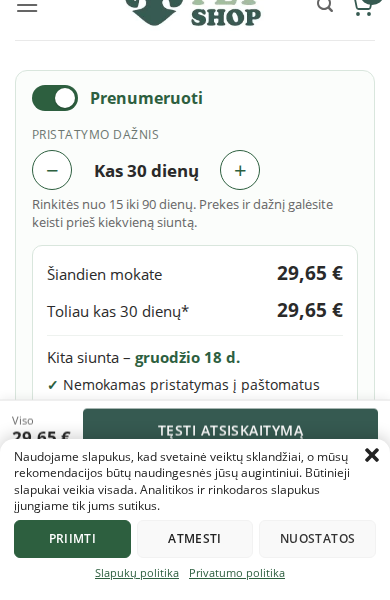 SHOP
Prenumeruoti
PRISTATYMO DAŽNIS
− Kas 30 dienų +
Rinkitės nuo 15 iki 90 dienų. Prekes ir dažnį galėsite
keisti prieš kiekvieną siuntą.
Šiandien mokate 29,65 €
Toliau kas 30 dienų* 29,65 €
Kita siunta – gruodžio 18 d.
✓ Nemokamas pristatymas į paštomatus
Viso
29,65 €
TĘSTI ATSISKAITYMĄ
Naudojame slapukus, kad svetainė veiktų sklandžiai, o mūsų
rekomendacijos būtų naudingesnės jūsų augintiniui. Būtinieji
slapukai veikia visada. Analitikos ir rinkodaros slapukus
įjungiame tik jums sutikus.
PRIIMTI ATMESTI NUOSTATOS
Slapukų politika Privatumo politika